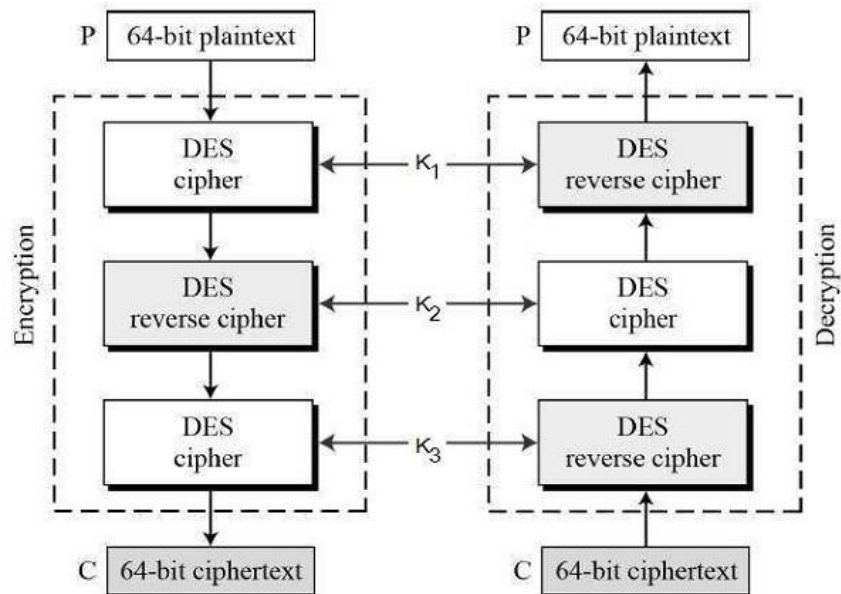 P 64-bit plaintext
P 64-bit plaintext
Encryption
DES
cipher
K1
DES
reverse cipher
DES
reverse cipher
K2
DES
cipher
DES
cipher
K3
DES
reverse cipher
Decryption
C 64-bit ciphertext
C 64-bit ciphertext